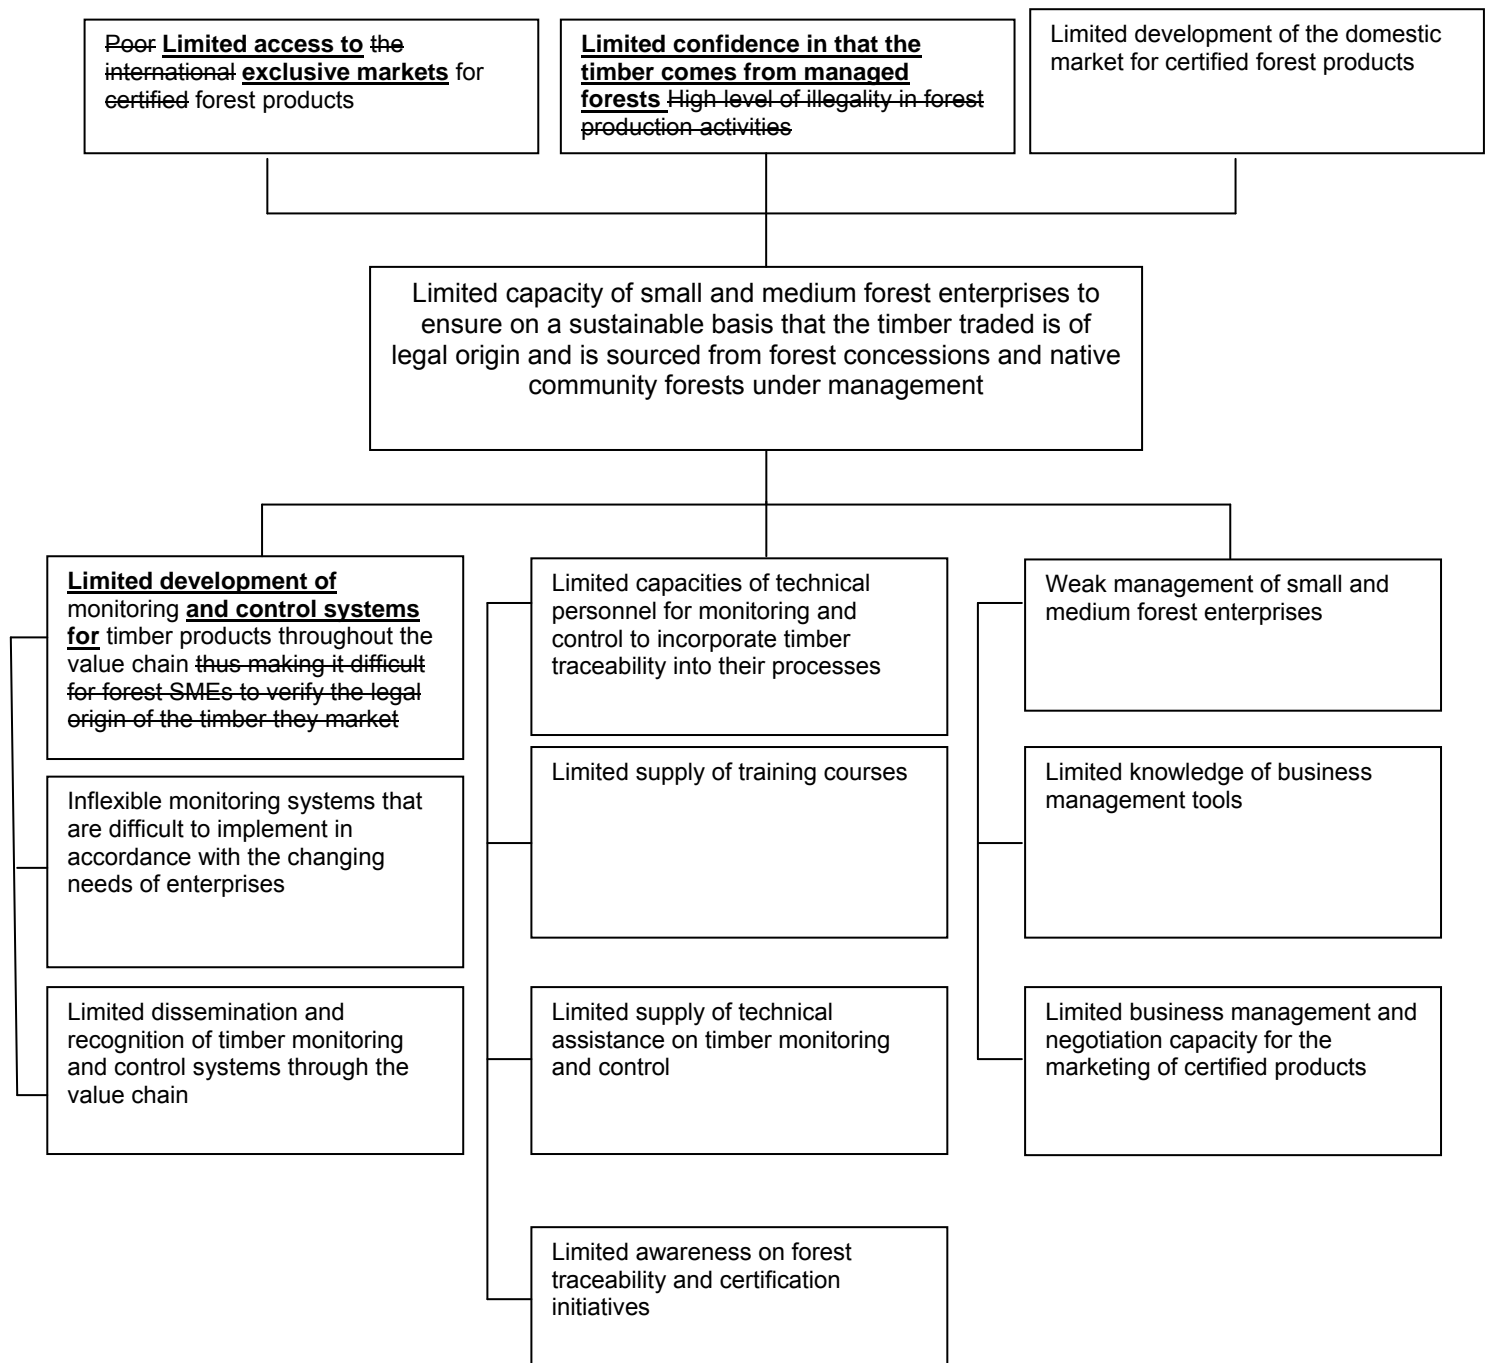 Poor Limited access to the
international exclusive markets for
certified forest products
Limited confidence in that the
timber comes from managed
forests High level of illegality in forest
production activities
Limited development of the domestic
market for certified forest products
Limited capacity of small and medium forest enterprises to
ensure on a sustainable basis that the timber traded is of
legal origin and is sourced from forest concessions and native
community forests under management
Limited development of
monitoring and control systems
for timber products throughout the
value chain thus making it difficult
for forest SMEs to verify the legal
origin of the timber they market
Inflexible monitoring systems that
are difficult to implement in
accordance with the changing
needs of enterprises
Limited dissemination and
recognition of timber monitoring
and control systems through the
value chain
Limited capacities of technical
personnel for monitoring and
control to incorporate timber
traceability into their processes
Limited supply of training courses
Limited supply of technical
assistance on timber monitoring
and control
Limited awareness on forest
traceability and certification
initiatives
Weak management of small and
medium forest enterprises
Limited knowledge of business
management tools
Limited business management and
negotiation capacity for the
marketing of certified products